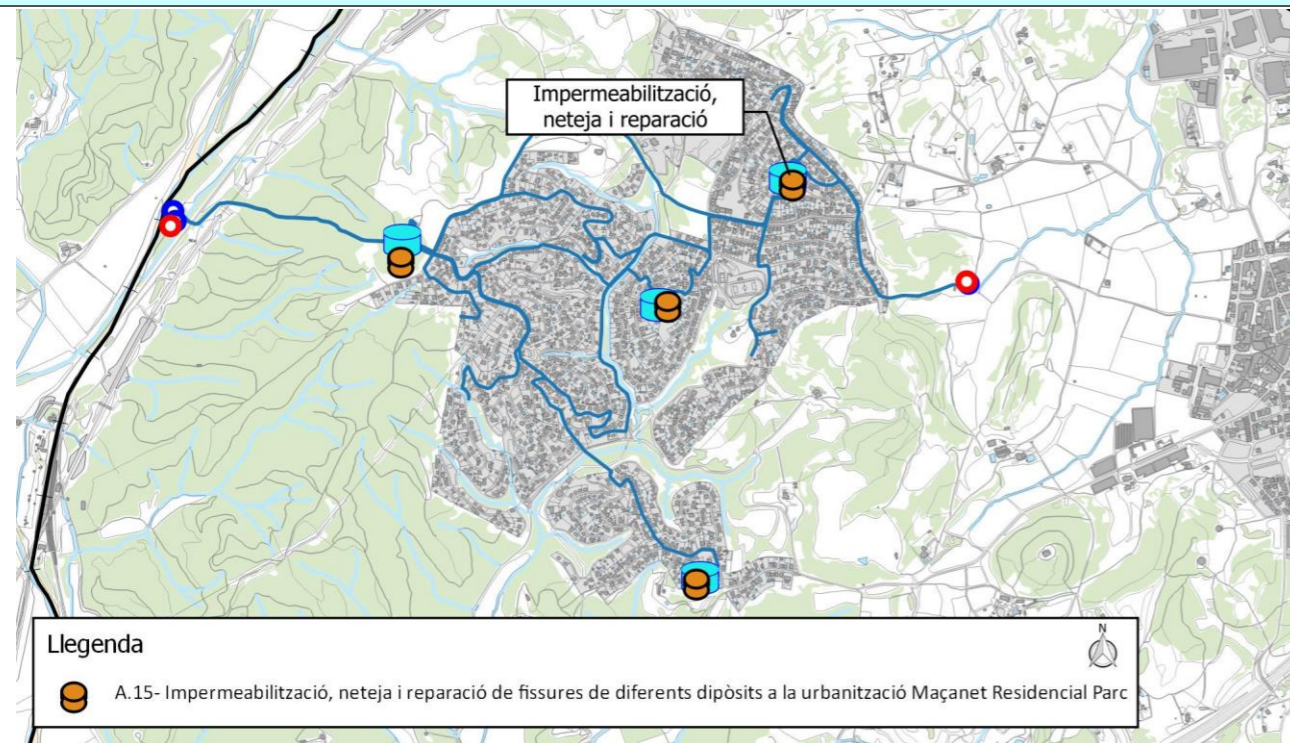 Impermeabilització,
neteja i reparació
Llegenda
N
A.15- Impermeabilització, neteja i reparació de fissures de diferents dipòsits a la urbanització Maçanet Residencial Parc